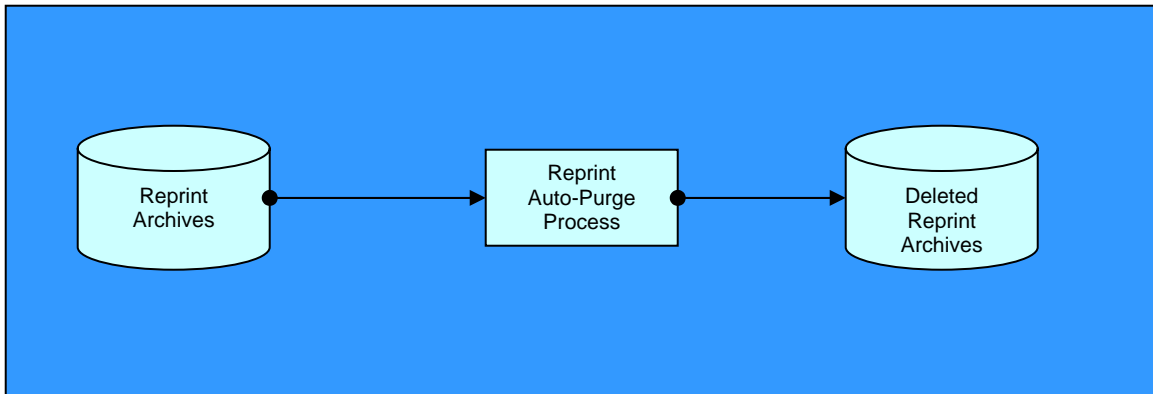 Reprint
Archives
Reprint
Auto-Purge
Process
Deleted
Reprint
Archives